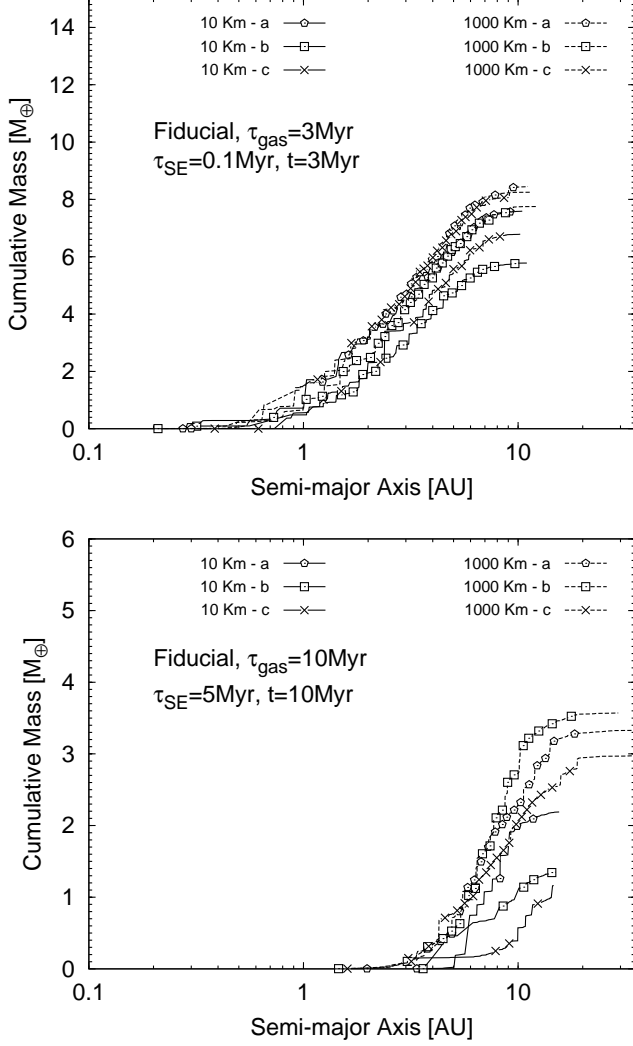 14
12
10
8
6
4
2
0
Cumulative Mass [M⊕]
10 Km - a
10 Km - b
10 Km - c
1000 Km - a
1000 Km - b
1000 Km - c
Fiducial, τgas=3Myr
τSE=0.1Myr, t=3Myr
0.1
1
10
Semi-major Axis [AU]
6
5
4
3
2
1
0
Cumulative Mass [M⊕]
10 Km - a
10 Km - b
10 Km - c
1000 Km - a
1000 Km - b
1000 Km - c
Fiducial, τgas=10Myr
τSE=5Myr, t=10Myr
0.1
1
10
Semi-major Axis [AU]